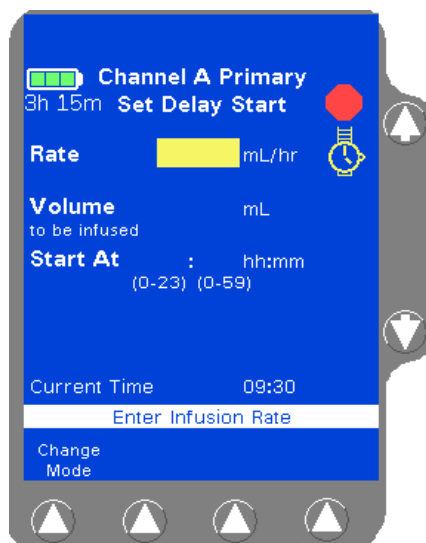 Channel A Primary
3h 15m Set Delay Start
Rate mL/hr
Volume mL
to be infused
Start At : hh:mm
(0-23) (0-59)
Current Time 09:30
Enter Infusion Rate
Change
Mode